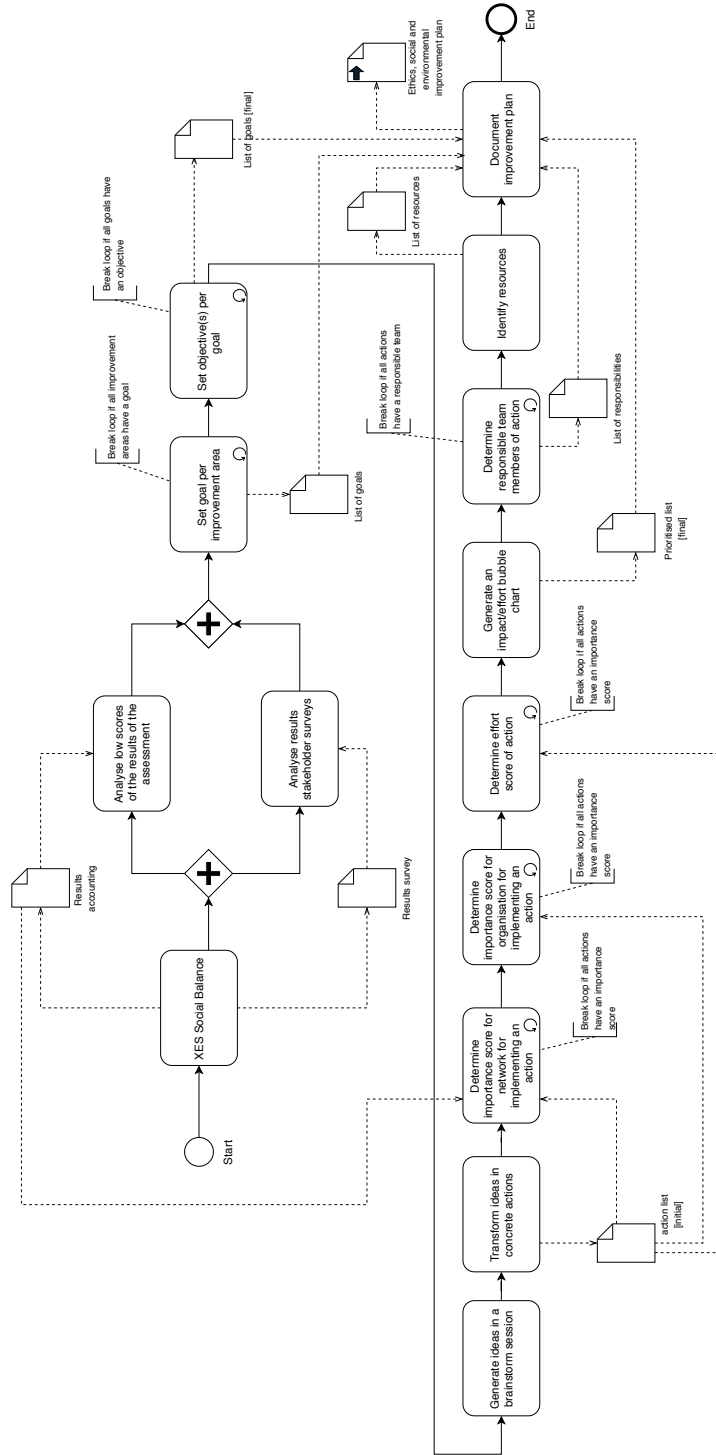 Start
XES Social Balance
Results
accounting
Results survey
Analyse low scores
of the results of the
assessment
Analyse results
stakeholder surveys
Set goal per
improvement area
Break loop if all improvement
areas have a goal
List of goals
Set objective(s) per
goal
Break loop if all goals have
an objective
List of goals [final]
Generate ideas in a
brainstorm session
Transform ideas in
concrete actions
action list
[initial]
Determine
importance score for
network for
implementing an
action
Break loop if all actions
have an importance
score
Determine
importance score for
organisation for
implementing an
action
Break loop if all actions
have an importance
score
Determine effort
score of action
Break loop if all actions
have an importance
score
Generate an
impact/effort bubble
chart
Prioritised list
[final]
Determine
responsible team
members of action
Break loop if all actions
have a responsible team
List of responsibilities
Identify resources
List of resources
Document
improvement plan
Ethics, social and
environmental
improvement plan
End